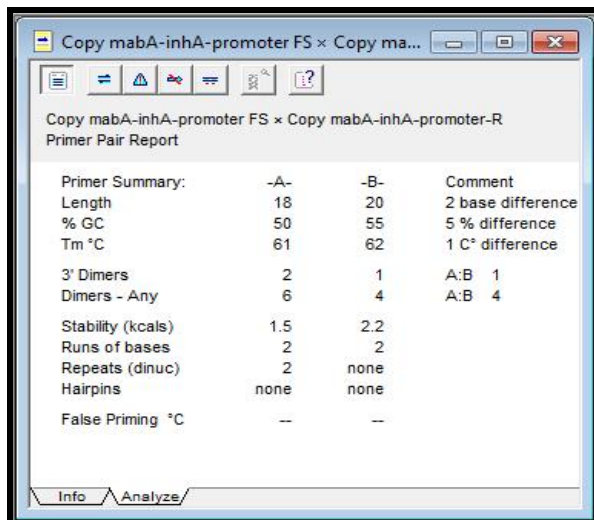 Copy mabA-inhA-promoter FS × Copy ma...
Copy mabA-inhA-promoter FS × Copy mabA-inhA-promoter-R
Primer Pair Report
Primer Summary: -A- -B- Comment
Length 18 20 2 base difference
% GC 50 55 5 % difference
Tm °C 61 62 1 C° difference
3' Dimers 2 1 A:B 1
Dimers - Any 6 4 A:B 4
Stability (kcals) 1.5 2.2
Runs of bases 2 2
Repeats (dinuc) 2 none
Hairpins none none
False Priming °C -- --
Info Analyze